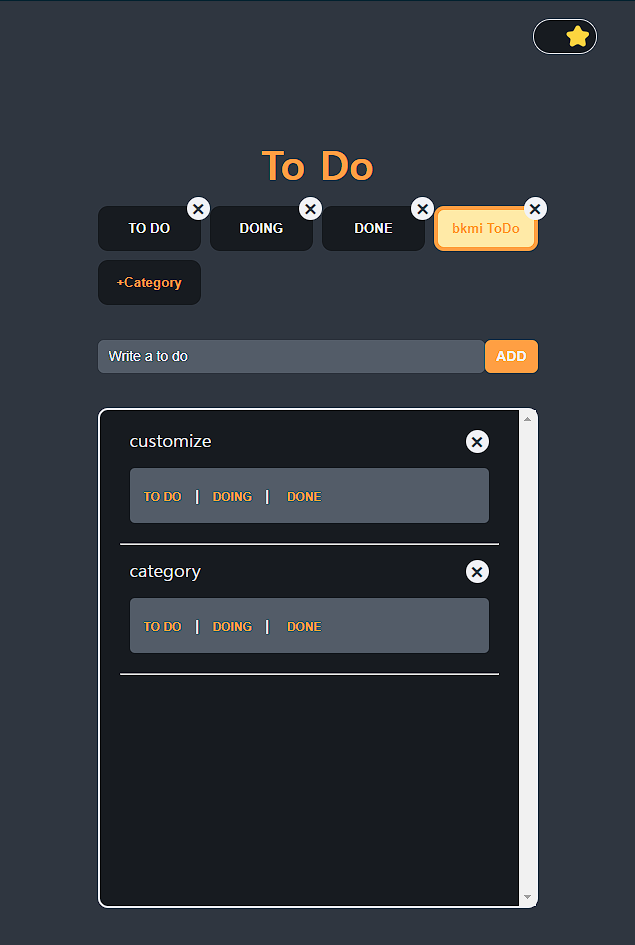 To Do
TO DO DOING DONE bkmi ToDo
+Category
Write a to do ADD
customize
TO DO | DOING | DONE
category
TO DO | DOING | DONE